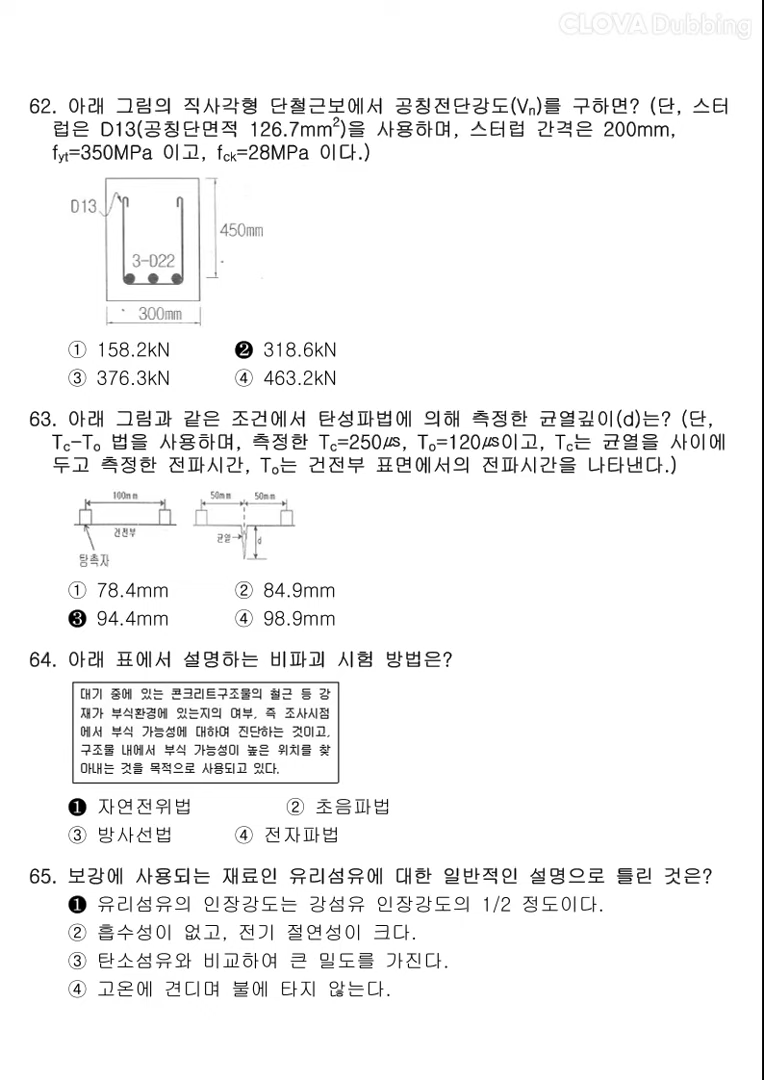 CLOVA Dubbing
62. 아래 그림의 직사각형 단철근보에서 공칭전단강도(Vn)를 구하면? (단, 스터
럽은 D13(공칭단면적 126.7mm²)을 사용하며, 스터럽 간격은 200mm,
fyt=350MPa 이고, fck=28MPa 이다.)
D13
450mm
3-D22
300mm
① 158.2kN ❷ 318.6kN
③ 376.3kN ④ 463.2kN
63. 아래 그림과 같은 조건에서 탄성파법에 의해 측정한 균열깊이(d)는? (단,
Tc-To 법을 사용하며, 측정한 Tc=250㎲, To=120㎲이고, Tc는 균열을 사이에
두고 측정한 전파시간, To는 건전부 표면에서의 전파시간을 나타낸다.)
100mm 50mm 50mm
건전부 균열 d
탐촉자
① 78.4mm ② 84.9mm
❸ 94.4mm ④ 98.9mm
64. 아래 표에서 설명하는 비파괴 시험 방법은?
대기 중에 있는 콘크리트구조물의 철근 등 강
재가 부식환경에 있는지의 여부, 즉 조사시점
에서 부식 가능성에 대하여 진단하는 것이고,
구조물 내에서 부식 가능성이 높은 위치를 찾
아내는 것을 목적으로 사용되고 있다.
❶ 자연전위법 ② 초음파법
③ 방사선법 ④ 전자파법
65. 보강에 사용되는 재료인 유리섬유에 대한 일반적인 설명으로 틀린 것은?
❶ 유리섬유의 인장강도는 강섬유 인장강도의 1/2 정도이다.
② 흡수성이 없고, 전기 절연성이 크다.
③ 탄소섬유와 비교하여 큰 밀도를 가진다.
④ 고온에 견디며 불에 타지 않는다.